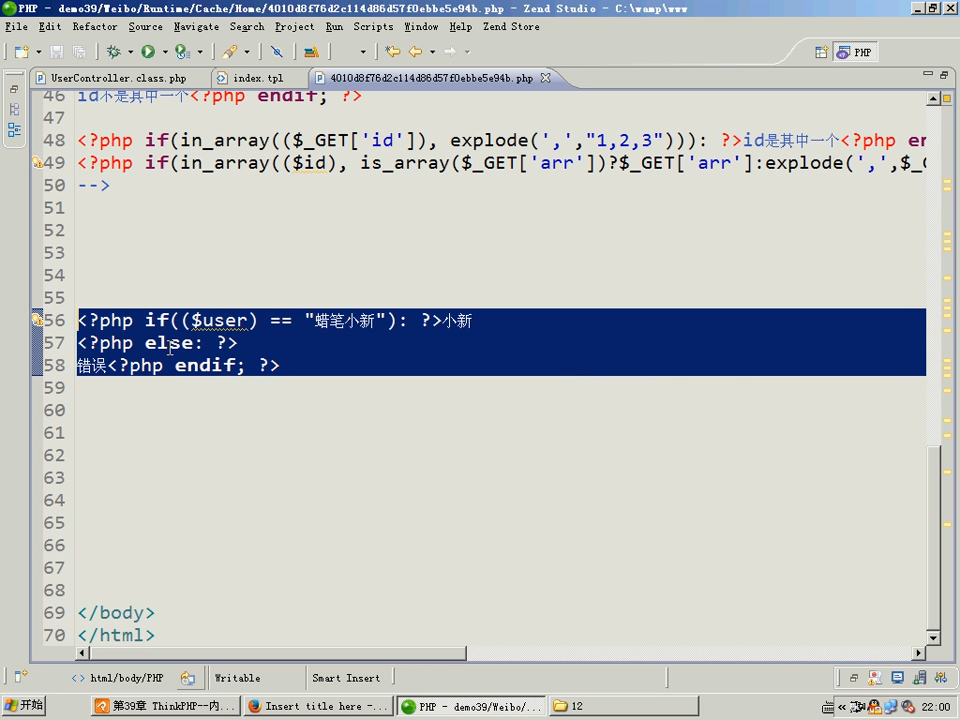 PHP - demo39/Weibo/Runtime/Cache/Home/4010d8f76d2c114d86d57f0ebbe5e94b.php - Zend Studio - C:\wamp\www
File Edit Refactor Source Navigate Search Project Run Scripts Window Help Zend Store
PHP
UserController.class.php index.tpl 4010d8f76d2c114d86d57f0ebbe5e94b.php
46 id不是其中一个<?php endif; ?>
47
48 <?php if(in_array(($_GET['id']), explode(',',"1,2,3"))): ?>id是其中一个<?php en
49 <?php if(in_array(($id), is_array($_GET['arr'])?$_GET['arr']:explode(',',$_G
50 -->
51
52
53
54
55
56 <?php if(($user) == "蜡笔小新"): ?>小新
57 <?php else: ?>
58 错误<?php endif; ?>
59
60
61
62
63
64
65
66
67
68
69 </body>
70 </html>
html/body/PHP Writable Smart Insert
开始 第39章 ThinkPHP--内... Insert title here -... PHP - demo39/Weibo/... 12 22:00